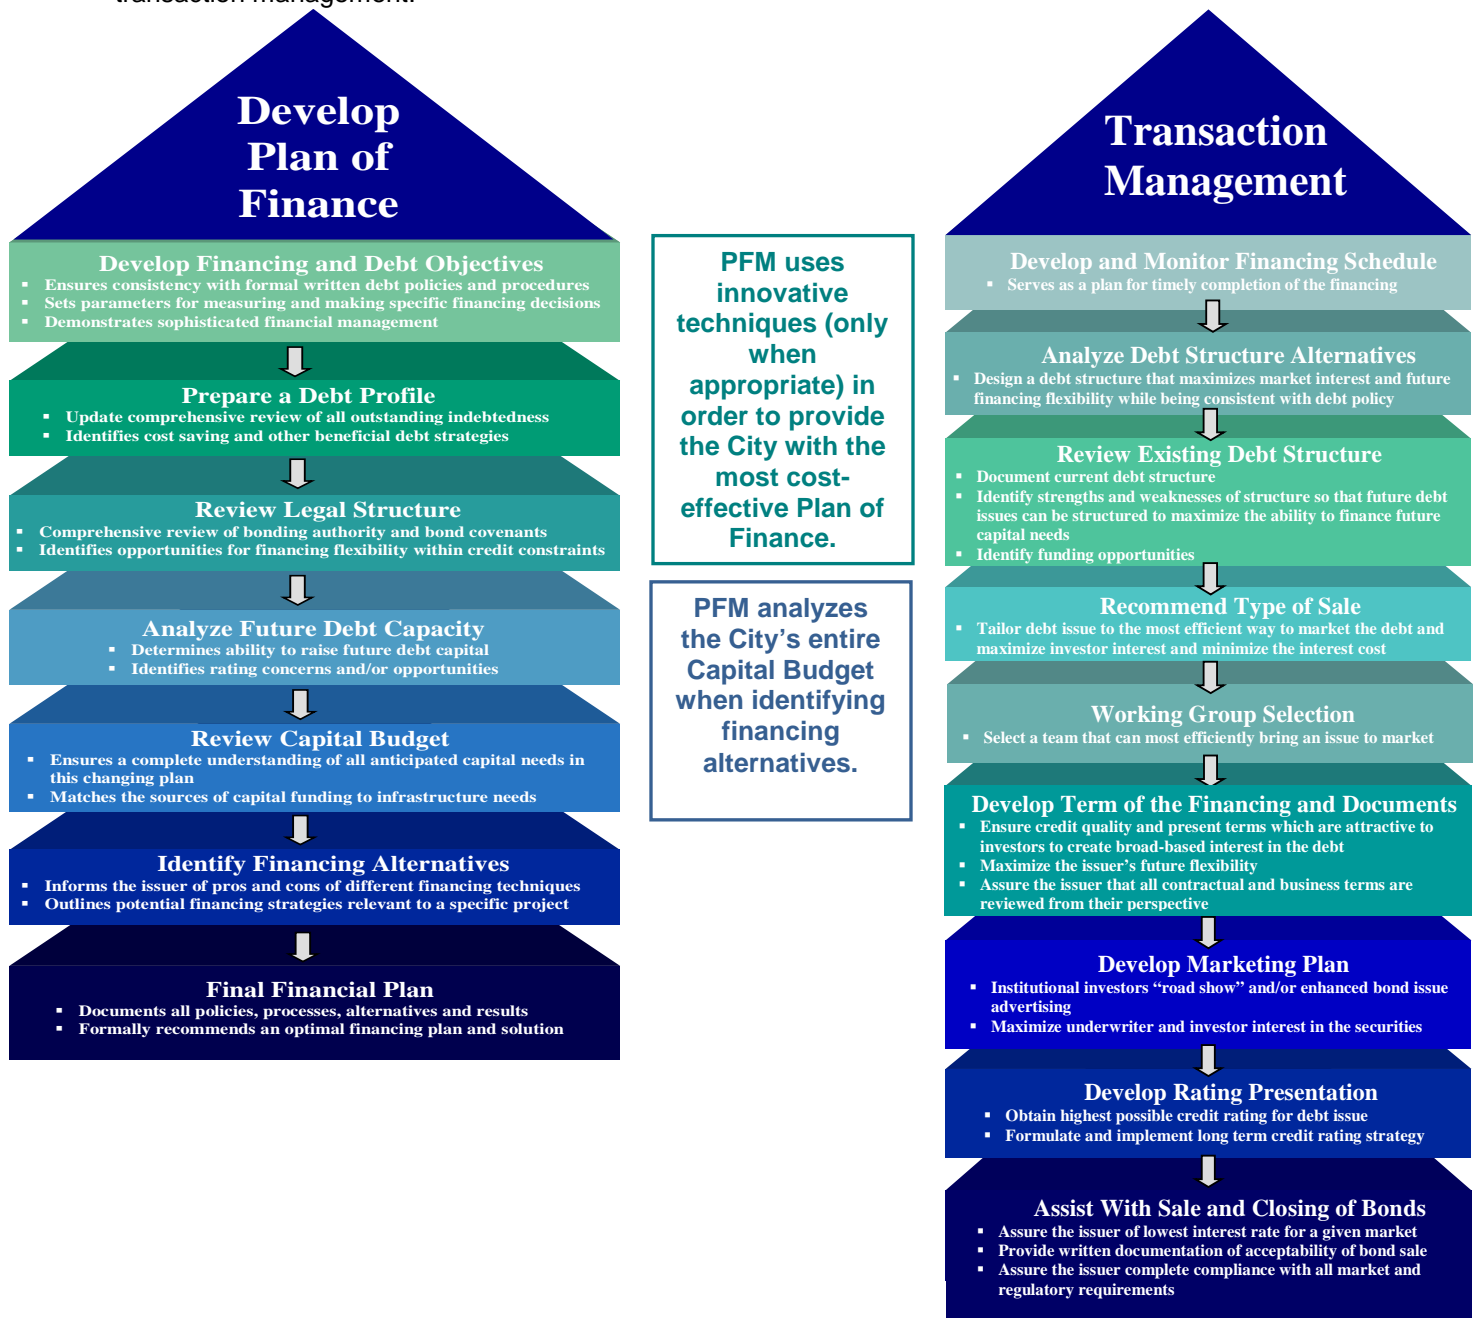 transaction management.
Develop
Plan of
Finance
Develop Financing and Debt Objectives
▪ Ensures consistency with formal written debt policies and procedures
▪ Sets parameters for measuring and making specific financing decisions
▪ Demonstrates sophisticated financial management
Prepare a Debt Profile
▪ Update comprehensive review of all outstanding indebtedness
▪ Identifies cost saving and other beneficial debt strategies
Review Legal Structure
▪ Comprehensive review of bonding authority and bond covenants
▪ Identifies opportunities for financing flexibility within credit constraints
Analyze Future Debt Capacity
▪ Determines ability to raise future debt capital
▪ Identifies rating concerns and/or opportunities
Review Capital Budget
▪ Ensures a complete understanding of all anticipated capital needs in
this changing plan
▪ Matches the sources of capital funding to infrastructure needs
Identify Financing Alternatives
▪ Informs the issuer of pros and cons of different financing techniques
▪ Outlines potential financing strategies relevant to a specific project
Final Financial Plan
▪ Documents all policies, processes, alternatives and results
▪ Formally recommends an optimal financing plan and solution
PFM uses
innovative
techniques (only
when
appropriate) in
order to provide
the City with the
most cost-
effective Plan of
Finance.
PFM analyzes
the City’s entire
Capital Budget
when identifying
financing
alternatives.
Transaction
Management
Develop and Monitor Financing Schedule
▪ Serves as a plan for timely completion of the financing
Analyze Debt Structure Alternatives
▪ Design a debt structure that maximizes market interest and future
financing flexibility while being consistent with debt policy
Review Existing Debt Structure
▪ Document current debt structure
▪ Identify strengths and weaknesses of structure so that future debt
issues can be structured to maximize the ability to finance future
capital needs
▪ Identify funding opportunities
Recommend Type of Sale
▪ Tailor debt issue to the most efficient way to market the debt and
maximize investor interest and minimize the interest cost
Working Group Selection
▪ Select a team that can most efficiently bring an issue to market
Develop Term of the Financing and Documents
▪ Ensure credit quality and present terms which are attractive to
investors to create broad-based interest in the debt
▪ Maximize the issuer’s future flexibility
▪ Assure the issuer that all contractual and business terms are
reviewed from their perspective
Develop Marketing Plan
▪ Institutional investors “road show” and/or enhanced bond issue
advertising
▪ Maximize underwriter and investor interest in the securities
Develop Rating Presentation
▪ Obtain highest possible credit rating for debt issue
▪ Formulate and implement long term credit rating strategy
Assist With Sale and Closing of Bonds
▪ Assure the issuer of lowest interest rate for a given market
▪ Provide written documentation of acceptability of bond sale
▪ Assure the issuer complete compliance with all market and
regulatory requirements